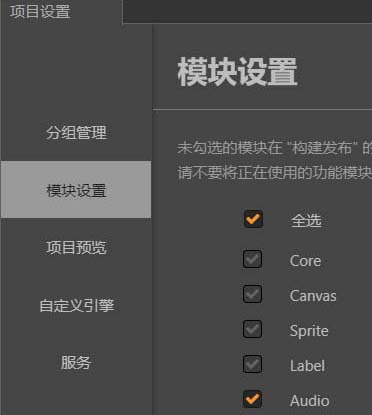 项目设置
模块设置
分组管理
未勾选的模块在 "构建发布" 的
模块设置
请不要将正在使用的功能模块
项目预览
全选
Core
自定义引擎
Canvas
Sprite
服务
Label
Audio